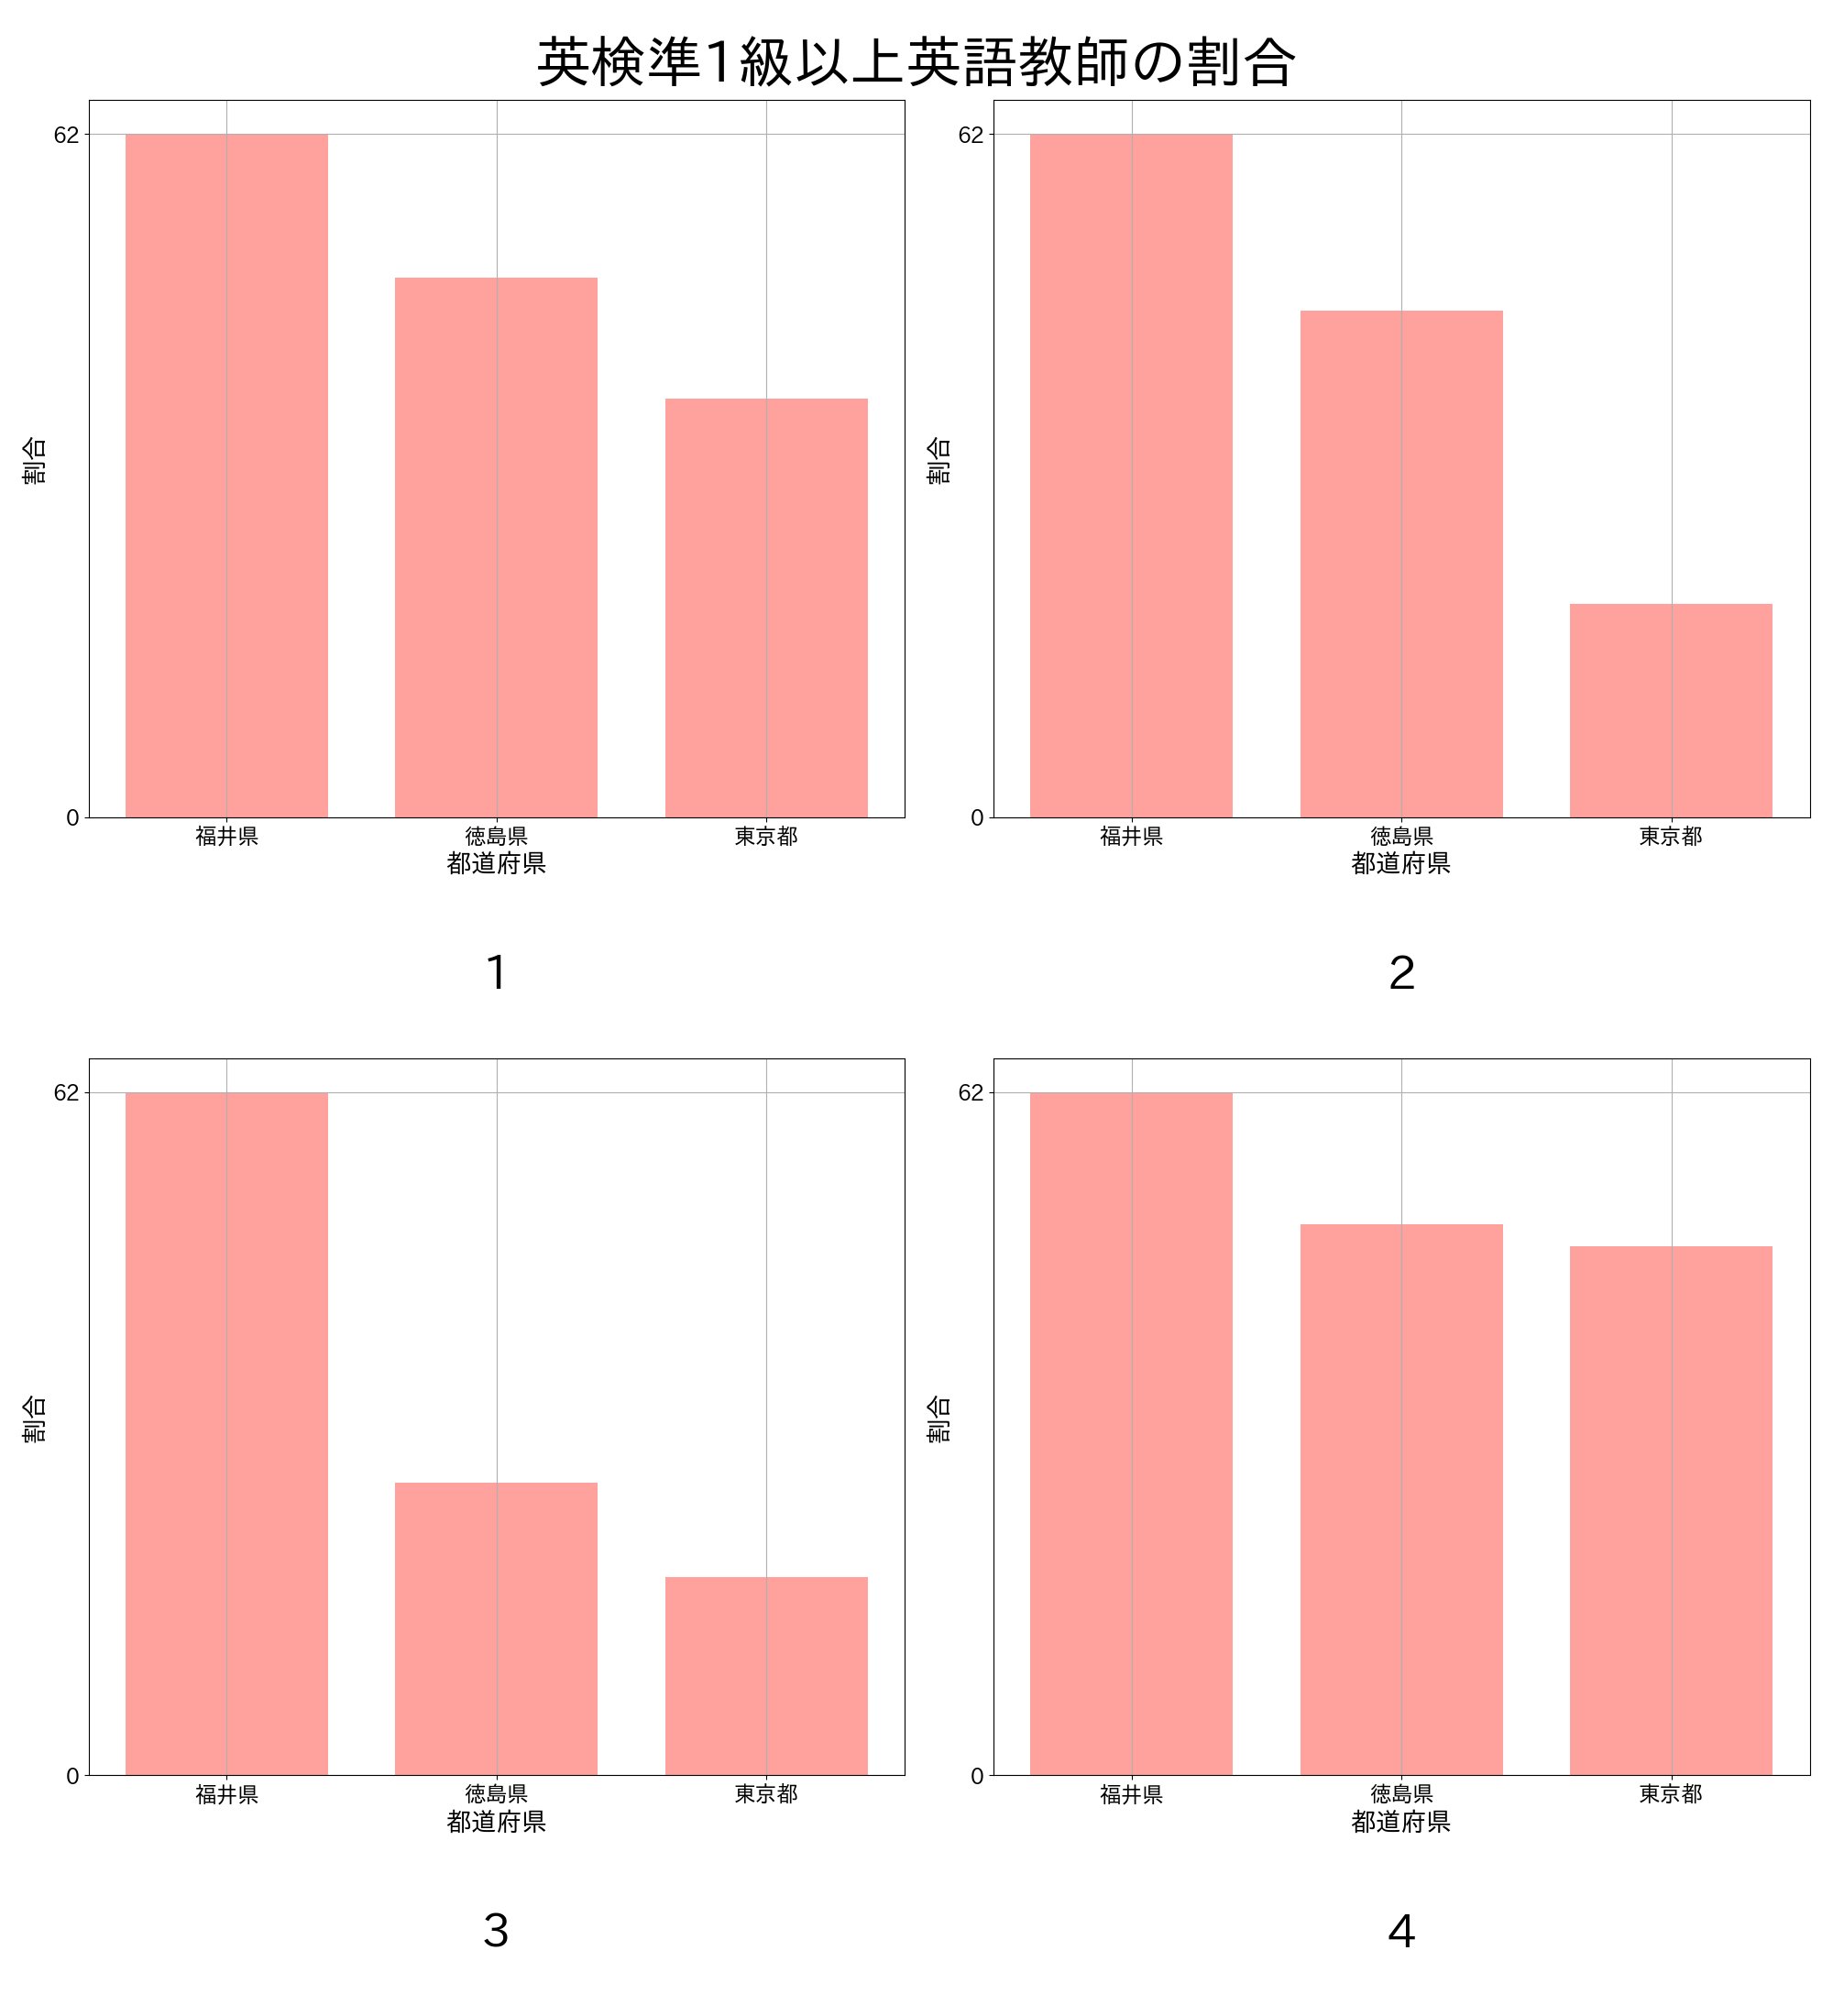 英検準1級以上英語教師の割合
62
0
割合
福井県 徳島県 東京都
都道府県
1
62
0
割合
福井県 徳島県 東京都
都道府県
2
62
0
割合
福井県 徳島県 東京都
都道府県
3
62
0
割合
福井県 徳島県 東京都
都道府県
4